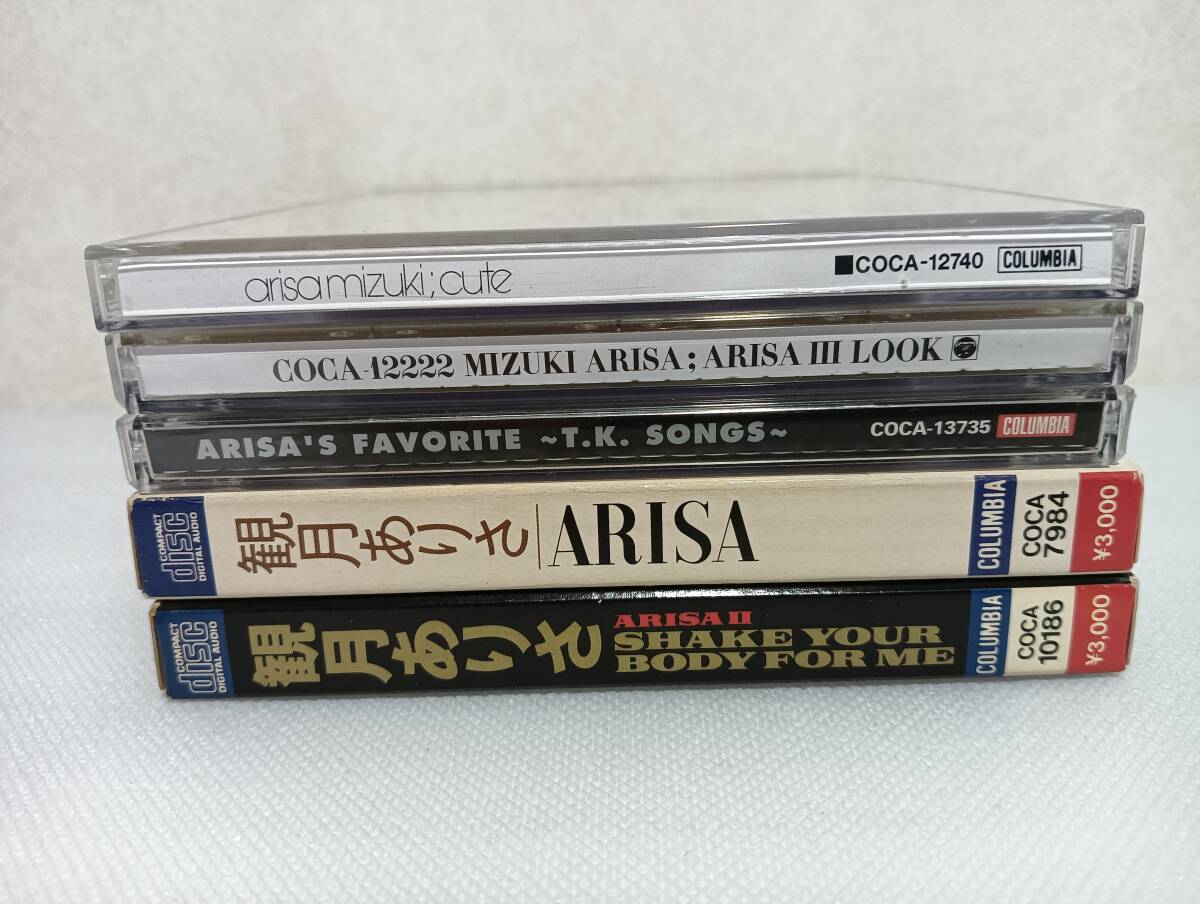 arisa mizuki;cute ■COCA-12740 COLUMBIA
COCA-12222 MIZUKI ARISA; ARISA III LOOK
ARISA'S FAVORITE ~T.K. SONGS~ COCA-13735 COLUMBIA
COMPACT
disc
DIGITAL AUDIO
観月ありさ
ARISA
COLUMBIA
COCA
7984
¥3,000
COMPACT
disc
DIGITAL AUDIO
観月ありさ
ARISA II
SHAKE YOUR
BODY FOR ME
COLUMBIA
COCA
10186
¥3,000